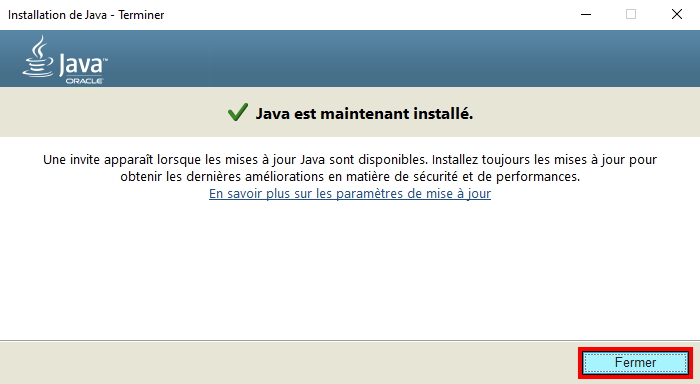 Installation de Java - Terminer
Java™
ORACLE
Java est maintenant installé.
Une invite apparaît lorsque les mises à jour Java sont disponibles. Installez toujours les mises à jour pour
obtenir les dernières améliorations en matière de sécurité et de performances.
En savoir plus sur les paramètres de mise à jour
Fermer